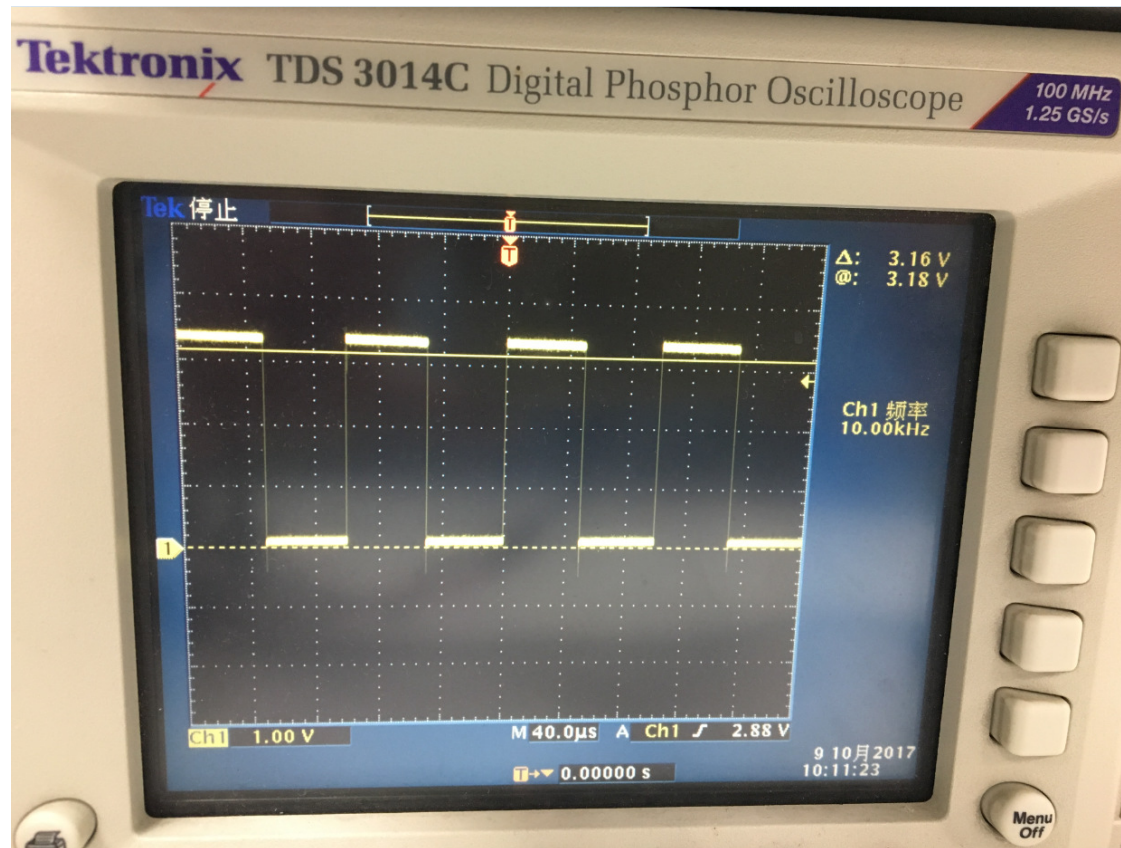 Tektronix TDS 3014C Digital Phosphor Oscilloscope
100 MHz
1.25 GS/s
Tek 停止
T
T
Δ: 3.16 V
@: 3.18 V
Ch1 频率
10.00kHz
1
Ch1 1.00 V M 40.0µs A Ch1 2.88 V
T 0.00000 s
9 10月 2017
10:11:23
Menu
Off